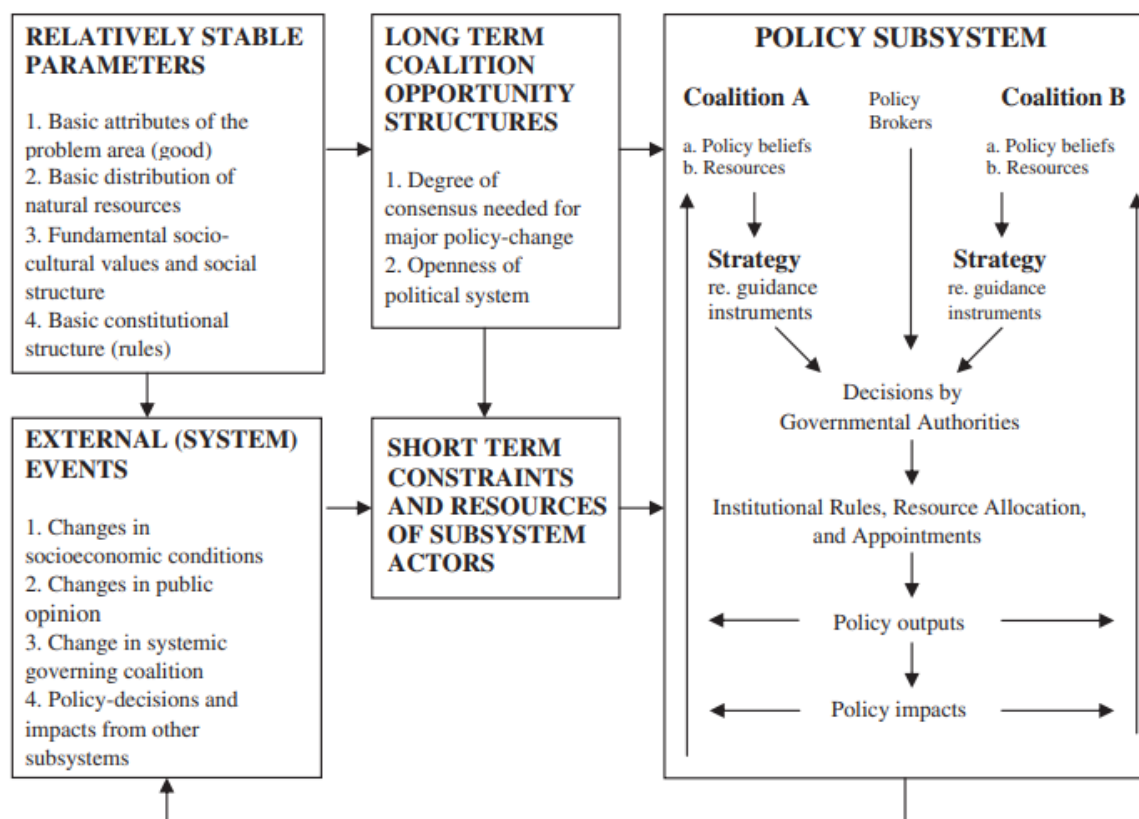 RELATIVELY STABLE
PARAMETERS
1. Basic attributes of the
problem area (good)
2. Basic distribution of
natural resources
3. Fundamental socio-
cultural values and social
structure
4. Basic constitutional
structure (rules)
LONG TERM
COALITION
OPPORTUNITY
STRUCTURES
1. Degree of
consensus needed for
major policy-change
2. Openness of
political system
POLICY SUBSYSTEM
Coalition A
a. Policy beliefs
b. Resources
Policy
Brokers
Coalition B
a. Policy beliefs
b. Resources
Strategy
re. guidance
instruments
Strategy
re. guidance
instruments
Decisions by
Governmental Authorities
Institutional Rules, Resource Allocation,
and Appointments
Policy outputs
Policy impacts
EXTERNAL (SYSTEM)
EVENTS
1. Changes in
socioeconomic conditions
2. Changes in public
opinion
3. Change in systemic
governing coalition
4. Policy-decisions and
impacts from other
subsystems
SHORT TERM
CONSTRAINTS
AND RESOURCES
OF SUBSYSTEM
ACTORS